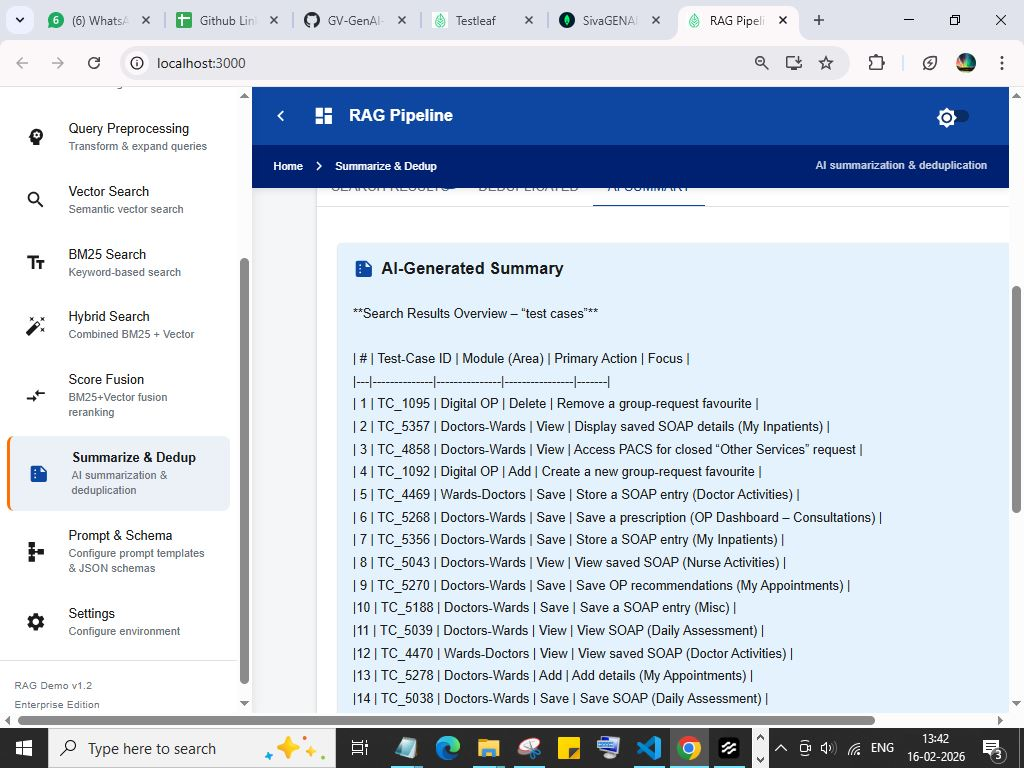 (6) WhatsA
Github Lin
GV-GenAI-
Testleaf
SivaGENAI
RAG Pipeli
localhost:3000
Query Preprocessing
Transform & expand queries
Vector Search
Semantic vector search
BM25 Search
Keyword-based search
Hybrid Search
Combined BM25 + Vector
Score Fusion
BM25+Vector fusion
reranking
Summarize & Dedup
AI summarization &
deduplication
Prompt & Schema
Configure prompt templates
& JSON schemas
Settings
Configure environment
RAG Demo v1.2
Enterprise Edition
RAG Pipeline
Home > Summarize & Dedup
AI summarization & deduplication
SEARCH RESULTS DEDUPLICATED AI SUMMARY
AI-Generated Summary
**Search Results Overview – “test cases”**
| # | Test-Case ID | Module (Area) | Primary Action | Focus |
|---|--------------|---------------|----------------|-------|
| 1 | TC_1095 | Digital OP | Delete | Remove a group-request favourite |
| 2 | TC_5357 | Doctors-Wards | View | Display saved SOAP details (My Inpatients) |
| 3 | TC_4858 | Doctors-Wards | View | Access PACS for closed “Other Services” request |
| 4 | TC_1092 | Digital OP | Add | Create a new group-request favourite |
| 5 | TC_4469 | Wards-Doctors | Save | Store a SOAP entry (Doctor Activities) |
| 6 | TC_5268 | Doctors-Wards | Save | Save a prescription (OP Dashboard – Consultations) |
| 7 | TC_5356 | Doctors-Wards | Save | Store a SOAP entry (My Inpatients) |
| 8 | TC_5043 | Doctors-Wards | View | View saved SOAP (Nurse Activities) |
| 9 | TC_5270 | Doctors-Wards | Save | Save OP recommendations (My Appointments) |
|10 | TC_5188 | Doctors-Wards | Save | Save a SOAP entry (Misc) |
|11 | TC_5039 | Doctors-Wards | View | View SOAP (Daily Assessment) |
|12 | TC_4470 | Wards-Doctors | View | View saved SOAP (Doctor Activities) |
|13 | TC_5278 | Doctors-Wards | Add | Add details (My Appointments) |
|14 | TC_5038 | Doctors-Wards | Save | Save SOAP (Daily Assessment) |
Type here to search
ENG
13:42
16-02-2026
3